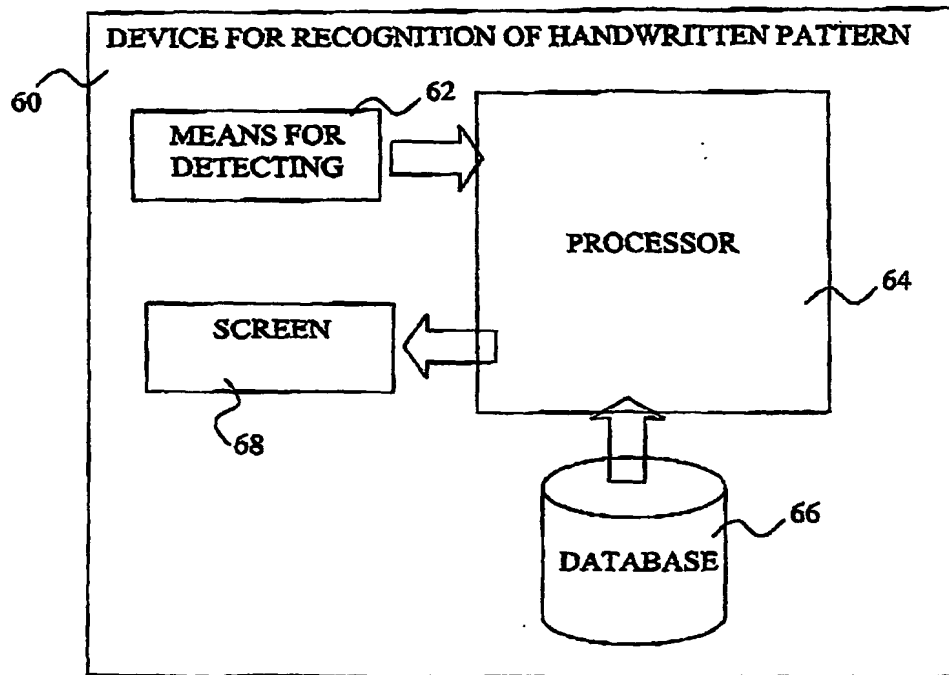 DEVICE FOR RECOGNITION OF HANDWRITTEN PATTERN
60
62
MEANS FOR
DETECTING
PROCESSOR
64
SCREEN
68
66
DATABASE